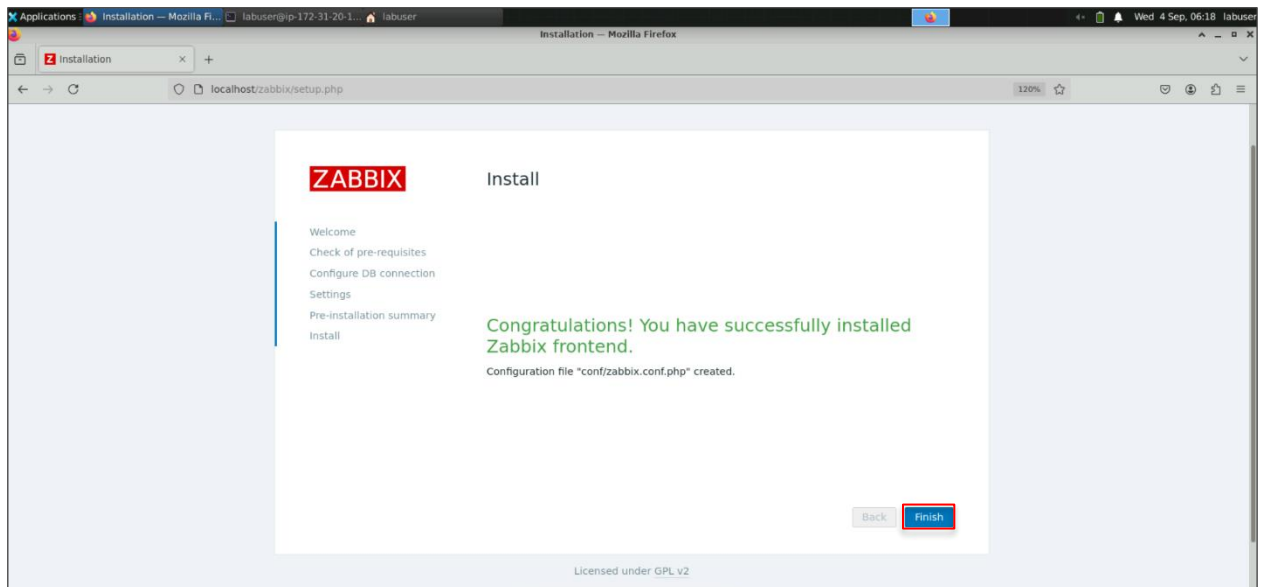 Applications : Installation — Mozilla Fi... labuser@ip-172-31-20-1... labuser Wed 4 Sep, 06:18 labuser
Installation — Mozilla Firefox
Z Installation
localhost/zabbix/setup.php 120%
ZABBIX
Install
Welcome
Check of pre-requisites
Configure DB connection
Settings
Pre-installation summary
Install
Congratulations! You have successfully installed
Zabbix frontend.
Configuration file "conf/zabbix.conf.php" created.
Back Finish
Licensed under GPL v2